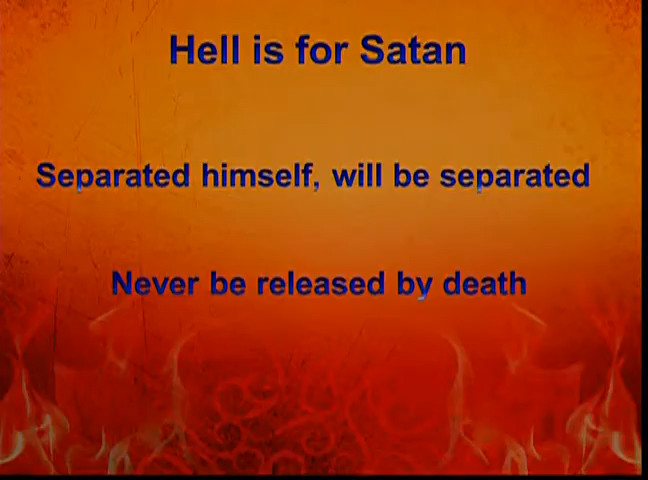 Hell is for Satan
Separated himself, will be separated
Never be released by death